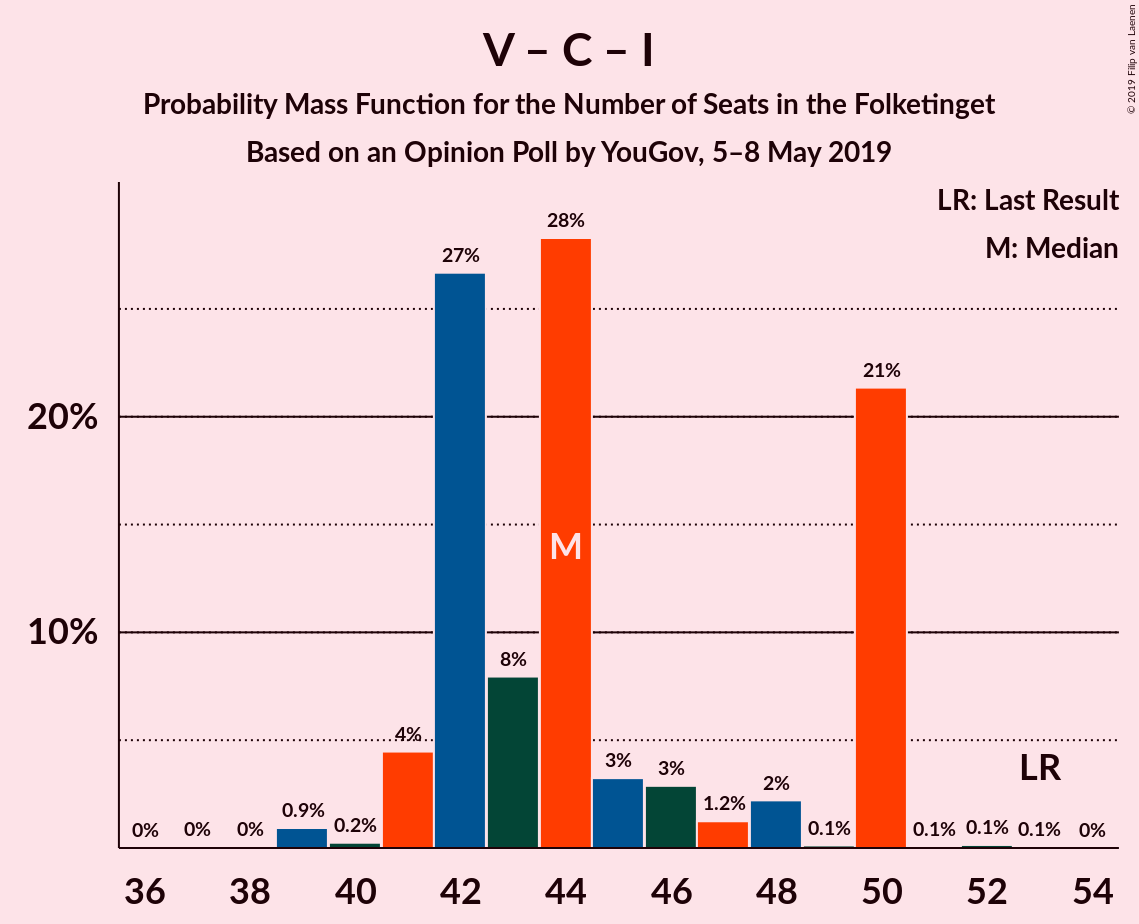 V – C – I
Probability Mass Function for the Number of Seats in the Folketinget
Based on an Opinion Poll by YouGov, 5–8 May 2019
© 2019 Filip van Laenen
LR: Last Result
M: Median
20%
10%
0%
0%
0%
0.9%
0.2%
4%
27%
8%
28%
M
3%
3%
1.2%
2%
0.1%
21%
0.1%
0.1%
0.1%
LR
0%
36 38 40 42 44 46 48 50 52 54